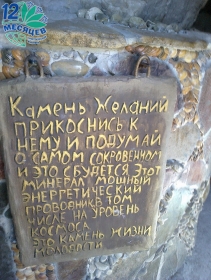 12
МЕСЯЦЕВ
Камень Желаний
ПРИКОСНИСЬ К
НЕМУ И ПОДУМАЙ
О САМОМ СОКРОВЕННОМ
И ЭТО СБУДЕТСЯ ЭТОТ
МИНЕРАЛ МОЩНЫЙ
ЭНЕРГЕТИЧЕСКИЙ
ПРОВОДНИК В ТОМ
ЧИСЛЕ НА УРОВЕНЬ
КОСМОСА
ЭТО КАМЕНЬ ЖИЗНИ